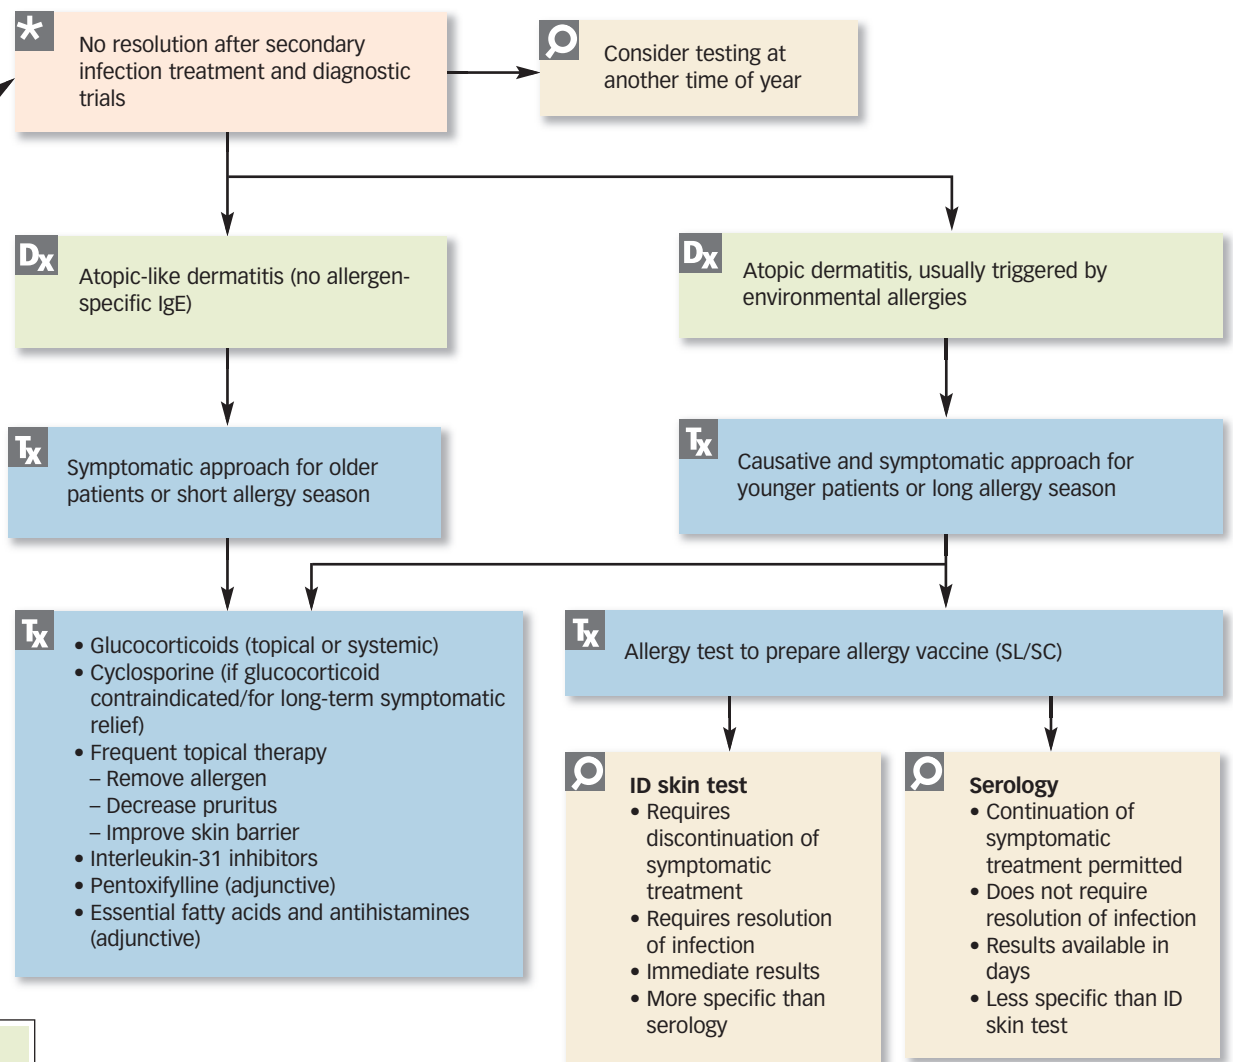 *
No resolution after secondary
infection treatment and diagnostic
trials
Consider testing at
another time of year
Dx
Atopic-like dermatitis (no allergen-
specific IgE)
Dx
Atopic dermatitis, usually triggered by
environmental allergies
Tx
Symptomatic approach for older
patients or short allergy season
Tx
Causative and symptomatic approach for
younger patients or long allergy season
Tx
• Glucocorticoids (topical or systemic)
• Cyclosporine (if glucocorticoid
contraindicated/for long-term symptomatic
relief)
• Frequent topical therapy
– Remove allergen
– Decrease pruritus
– Improve skin barrier
• Interleukin-31 inhibitors
• Pentoxifylline (adjunctive)
• Essential fatty acids and antihistamines
(adjunctive)
Tx
Allergy test to prepare allergy vaccine (SL/SC)
ID skin test
• Requires
discontinuation of
symptomatic
treatment
• Requires resolution
of infection
• Immediate results
• More specific than
serology
Serology
• Continuation of
symptomatic
treatment permitted
• Does not require
resolution of infection
• Results available in
days
• Less specific than ID
skin test